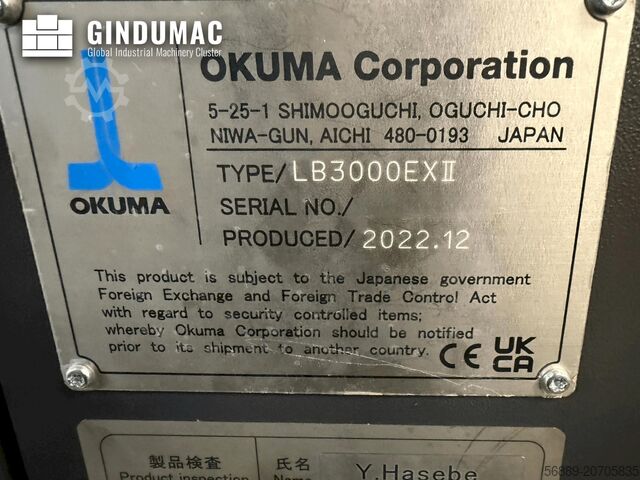 GINDUMAC
Global Industrial Machinery Cluster
OKUMA Corporation
5-25-1 SHIMOOGUCHI, OGUCHI-CHO
NIWA-GUN, AICHI 480-0193 JAPAN
OKUMA
TYPE/LB3000EXⅡ
SERIAL NO./
PRODUCED/2022.12
This product is subject to the Japanese government
Foreign Exchange and Foreign Trade Control Act
with regard to security controlled items;
whereby Okuma Corporation should be notified
prior to its shipment to another country.
CE UK
CA
製品検査 氏名
Product inspection Name Y.Hasebe
56889-20705835